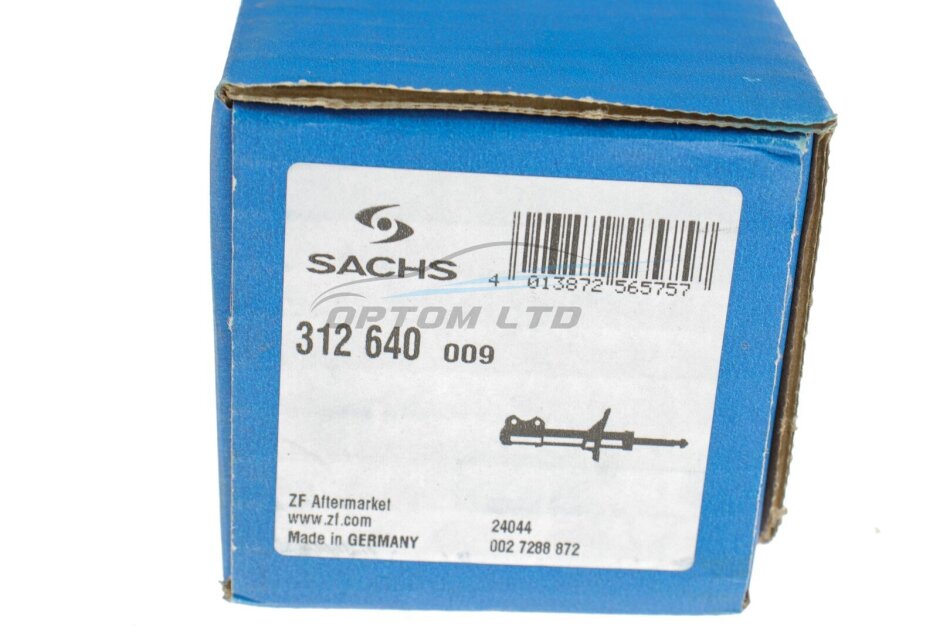 SACHS
4 013872 565757
OPTOM LTD
312 640 009
ZF Aftermarket
www.zf.com
Made in GERMANY
24044
002 7288 872